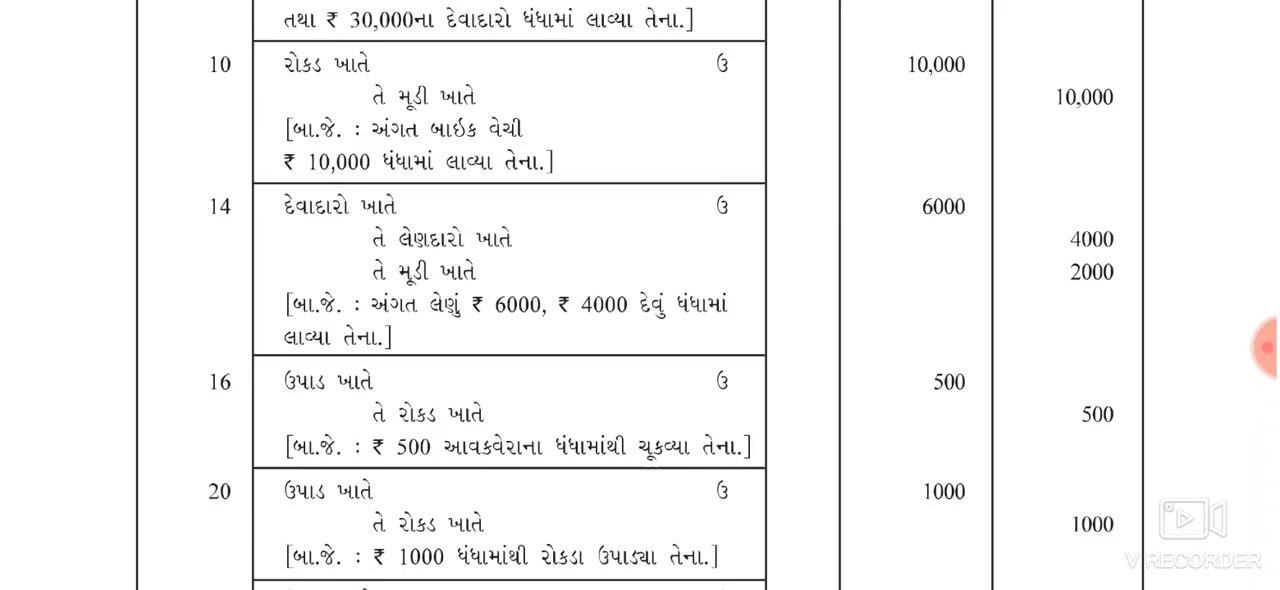 તથા ₹ 30,000ના દેવાદારો ધંધામાં લાવ્યા તેના.]
10 રોકડ ખાતે ઉ 10,000
તે મૂડી ખાતે 10,000
[બા.જે. : અંગત બાઇક વેચી
₹ 10,000 ધંધામાં લાવ્યા તેના.]
14 દેવાદારો ખાતે ઉ 6000
તે લેણદારો ખાતે 4000
તે મૂડી ખાતે 2000
[બા.જે. : અંગત લેણું ₹ 6000, ₹ 4000 દેવું ધંધામાં
લાવ્યા તેના.]
16 ઉપાડ ખાતે ઉ 500
તે રોકડ ખાતે 500
[બા.જે. : ₹ 500 આવકવેરાના ધંધામાંથી ચૂકવ્યા તેના.]
20 ઉપાડ ખાતે ઉ 1000
તે રોકડ ખાતે 1000
[બા.જે. : ₹ 1000 ધંધામાંથી રોકડા ઉપાડ્યા તેના.]
V RECORDER